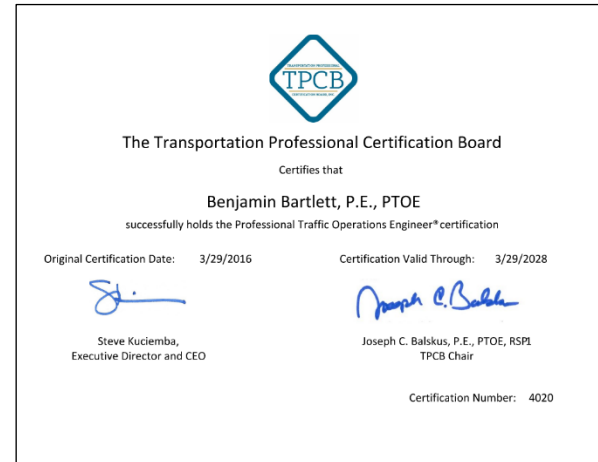 TRANSPORTATION PROFESSIONAL
TPCB
CERTIFICATION BOARD, INC.
The Transportation Professional Certification Board
Certifies that
Benjamin Bartlett, P.E., PTOE
successfully holds the Professional Traffic Operations Engineer® certification
Original Certification Date: 3/29/2016
Certification Valid Through: 3/29/2028
Joseph C. Balskus
Steve Kuciemba,
Executive Director and CEO
Joseph C. Balskus, P.E., PTOE, RSP1
TPCB Chair
Certification Number: 4020